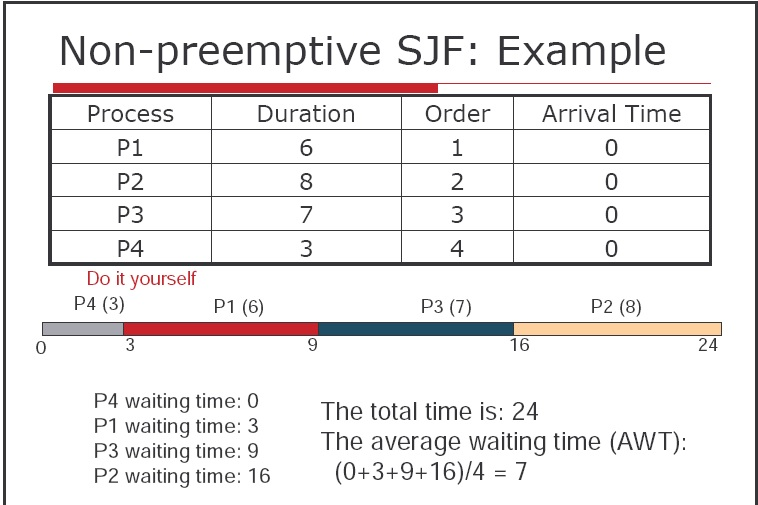 Non-preemptive SJF: Example
Process Duration Order Arrival Time
P1 6 1 0
P2 8 2 0
P3 7 3 0
P4 3 4 0
Do it yourself
P4 (3) P1 (6) P3 (7) P2 (8)
0 3 9 16 24
P4 waiting time: 0
P1 waiting time: 3
P3 waiting time: 9
P2 waiting time: 16
The total time is: 24
The average waiting time (AWT):
(0+3+9+16)/4 = 7